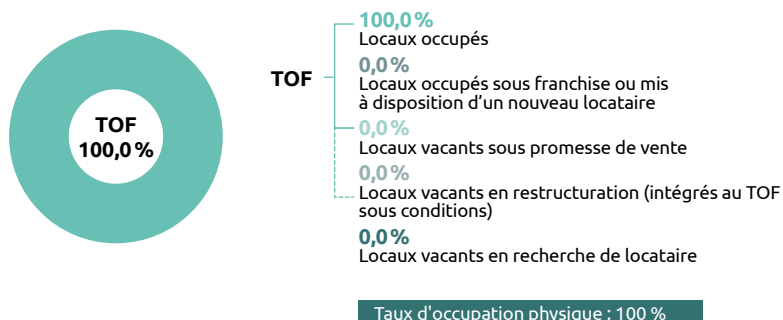 TOF
100,0 %
TOF
100,0 %
Locaux occupés
0,0 %
Locaux occupés sous franchise ou mis
à disposition d'un nouveau locataire
0,0 %
Locaux vacants sous promesse de vente
0,0 %
Locaux vacants en restructuration (intégrés au TOF
sous conditions)
0,0 %
Locaux vacants en recherche de locataire
Taux d'occupation physique : 100 %